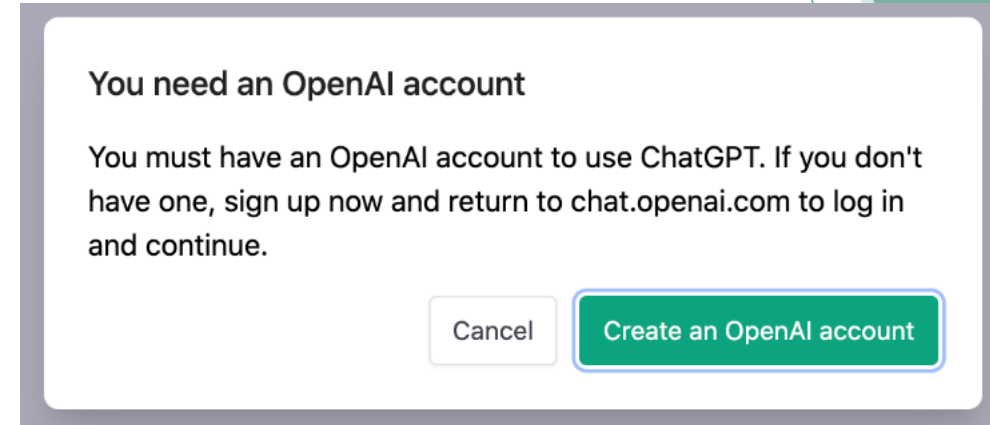 You need an OpenAI account
You must have an OpenAI account to use ChatGPT. If you don't
have one, sign up now and return to chat.openai.com to log in
and continue.
Cancel
Create an OpenAI account